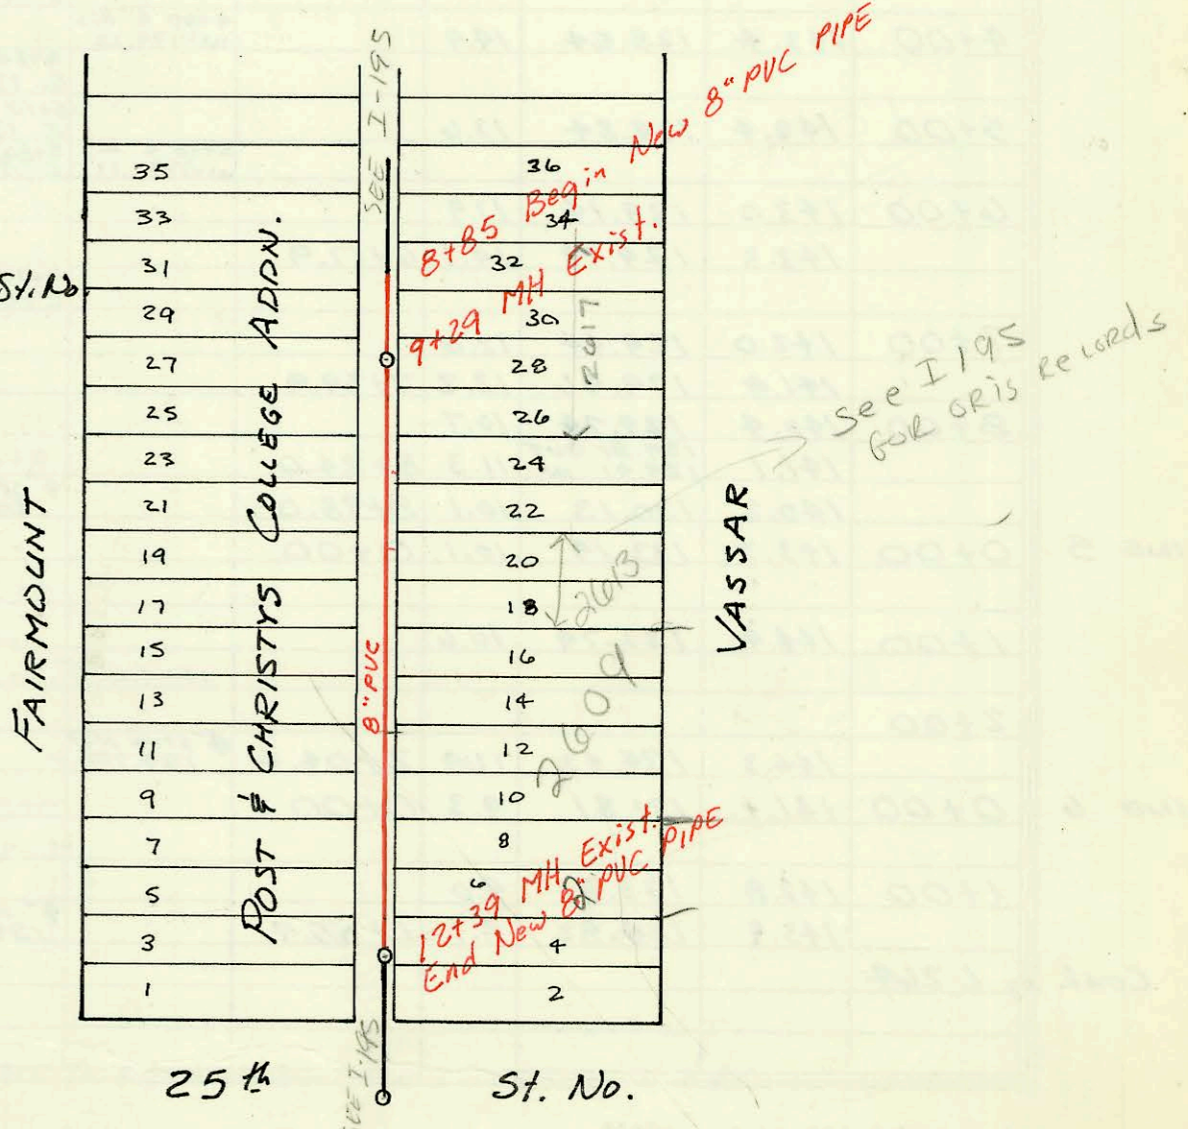 SEE I-195
New 8" PVC PIPE
8+85 Begin
9+29 MH Exist.
St. No.
35
33
31
29
27
25
23
21
19
17
15
13
11
9
7
5
3
1
36
34
32
30
28
26
24
22
20
18
16
14
12
10
8
6
4
2
FAIRMOUNT
POST & CHRISTYS COLLEGE ADDN.
8" PVC
VASSAR
2617
2613
2609
See I 195
FOR ORIS RECORDS
12+39 MH Exist.
End New 8" PVC PIPE
SEE I-195
25th St. No.